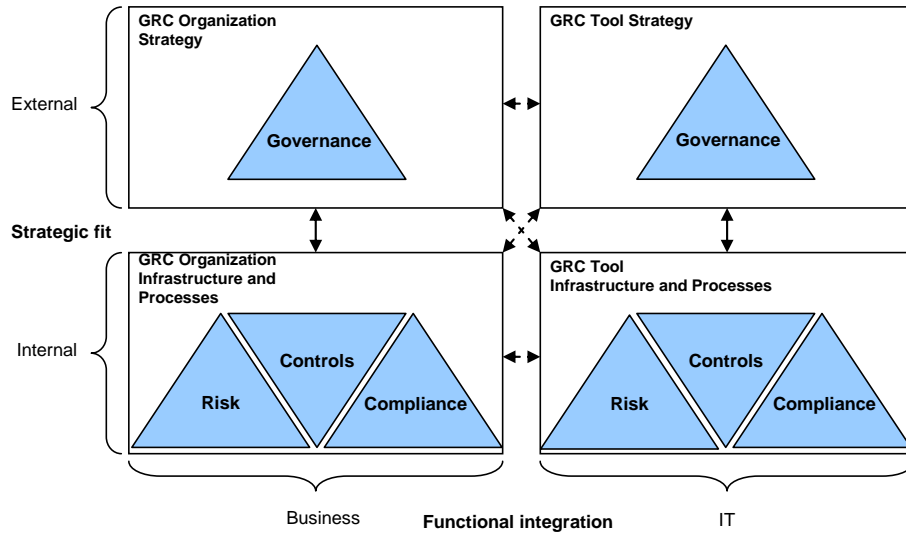 GRC Organization
Strategy
GRC Tool Strategy
External
Governance
Governance
Strategic fit
GRC Organization
Infrastructure and
Processes
GRC Tool
Infrastructure and Processes
Internal
Controls
Controls
Risk
Compliance
Risk
Compliance
Business
Functional integration
IT